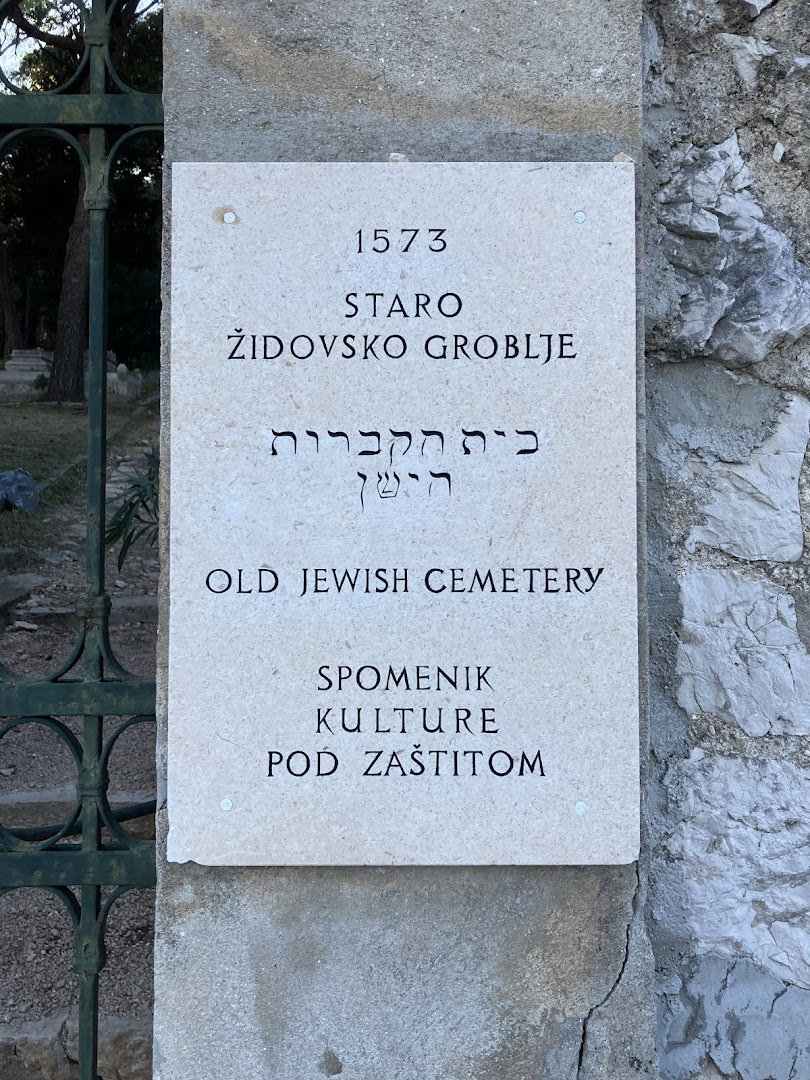 1573
STARO
ŽIDOVSKO GROBLJE
בית הקברות
הישן
OLD JEWISH CEMETERY
SPOMENIK
KULTURE
POD ZAŠTITOM